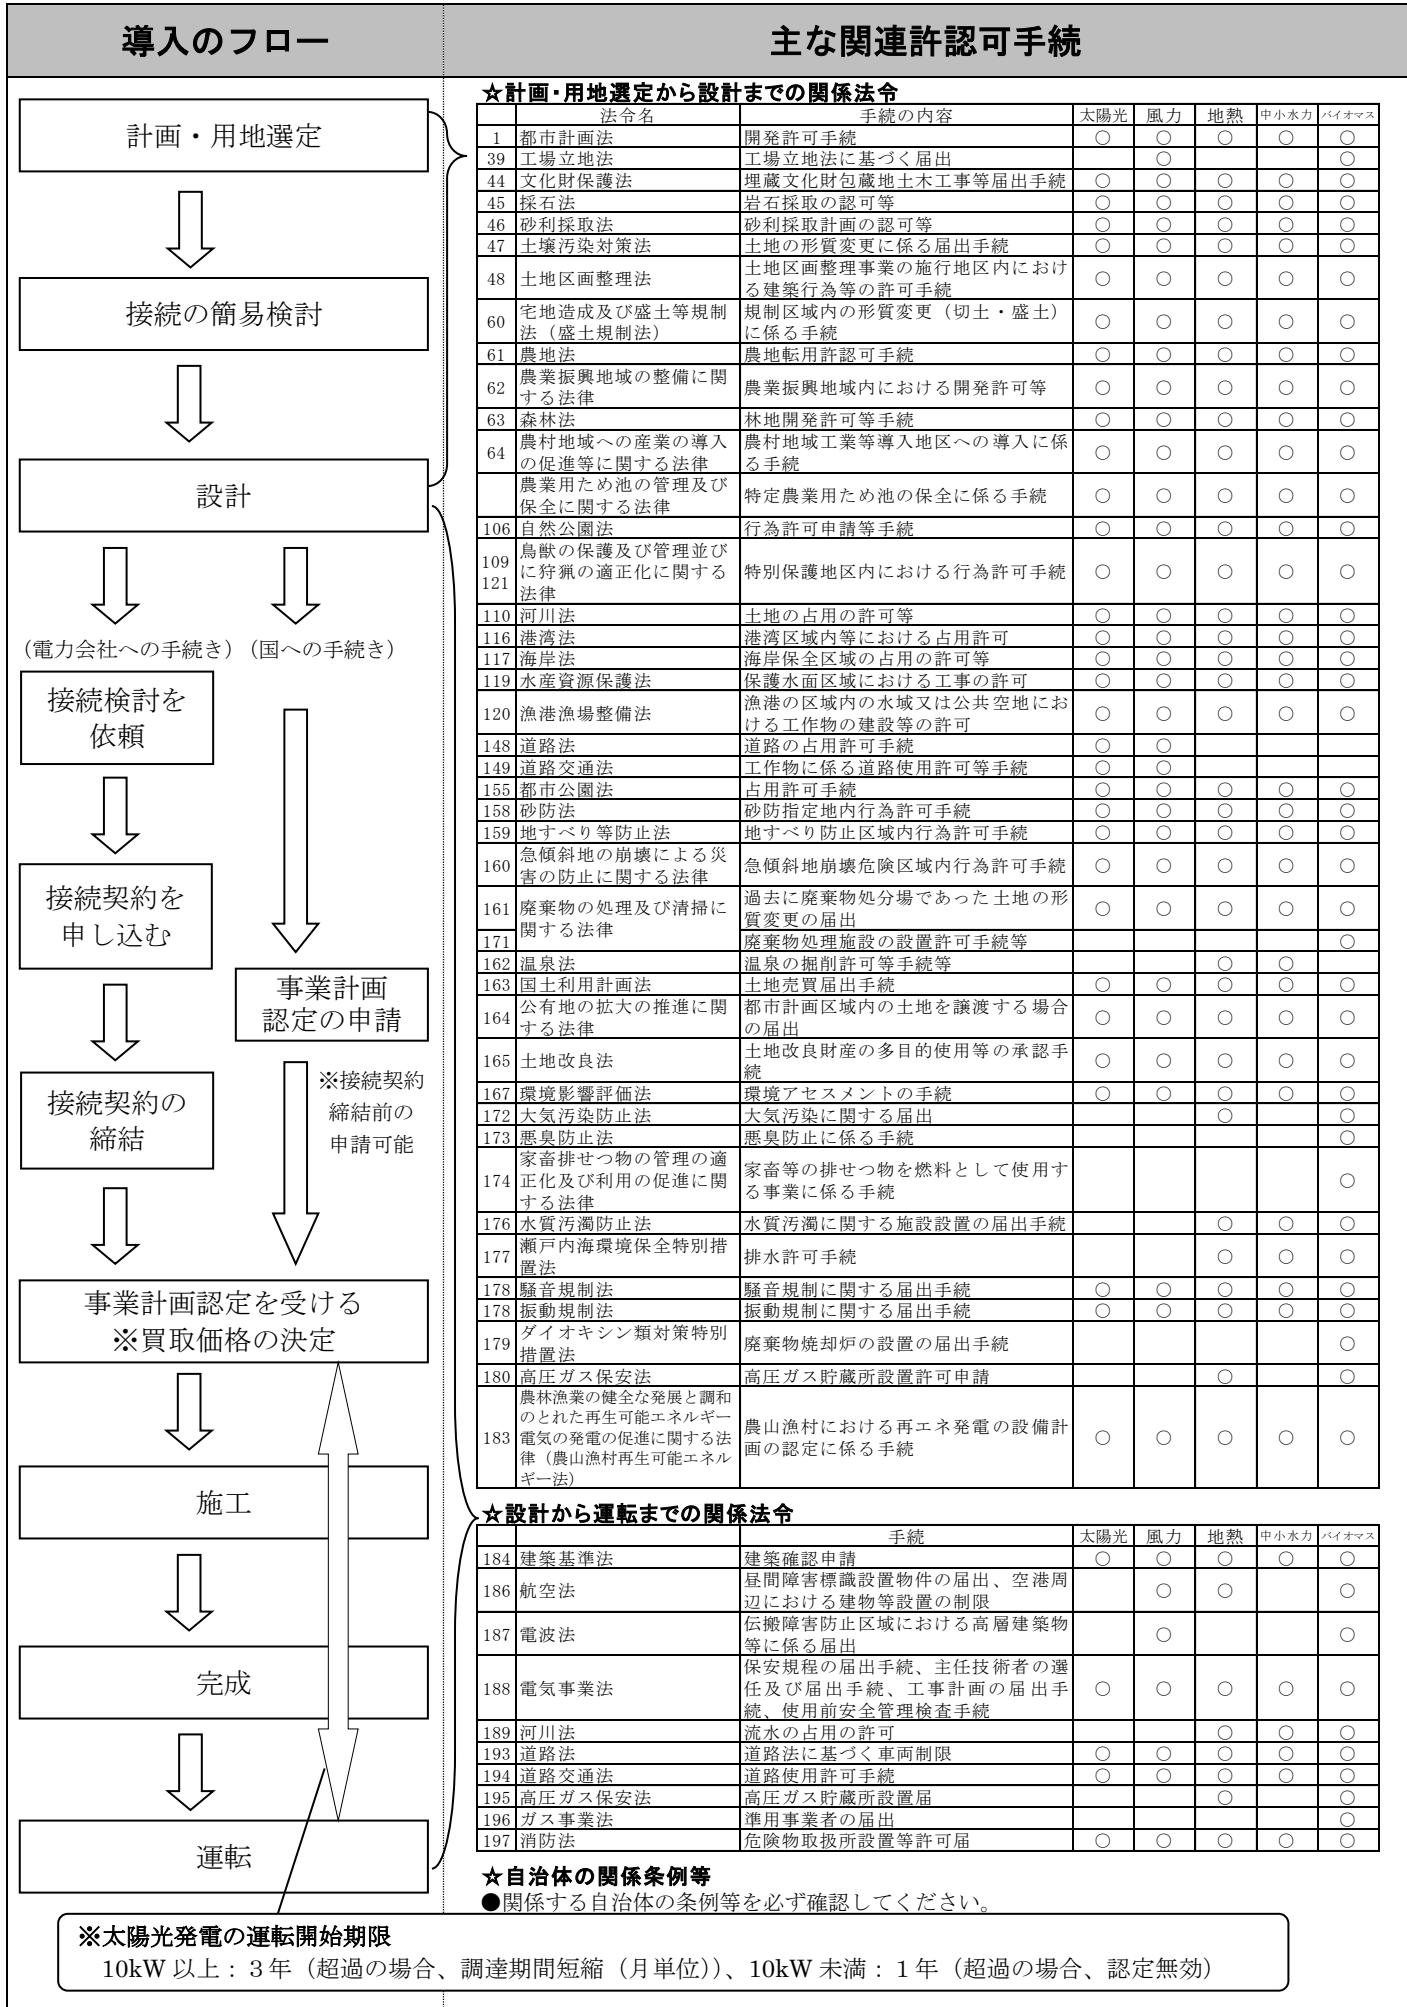 導入のフロー
主な関連許認可手続
計画・用地選定
接続の簡易検討
設計
(電力会社への手続き) (国への手続き)
接続検討を
依頼
接続契約を
申し込む
事業計画
認定の申請
接続契約の
締結
※接続契約
締結前の
申請可能
事業計画認定を受ける
※買取価格の決定
施工
完成
運転
☆計画・用地選定から設計までの関係法令
法令名 手続の内容 太陽光 風力 地熱 中小水力 バイオマス
1 都市計画法 開発許可手続 ○ ○ ○ ○ ○
39 工場立地法 工場立地法に基づく届出 ○ ○
44 文化財保護法 埋蔵文化財包蔵地土木工事等届出手続 ○ ○ ○ ○ ○
45 採石法 岩石採取の認可等 ○ ○ ○ ○ ○
46 砂利採取法 砂利採取計画の認可等 ○ ○ ○ ○ ○
47 土壌汚染対策法 土地の形質変更に係る届出手続 ○ ○ ○ ○ ○
48 土地区画整理法 土地区画整理事業の施行地区内におけ
る建築行為等の許可手続 ○ ○ ○ ○ ○
60 宅地造成及び盛土等規制
法(盛土規制法) 規制区域内の形質変更(切土・盛土)
に係る手続 ○ ○ ○ ○ ○
61 農地法 農地転用許認可手続 ○ ○ ○ ○ ○
62 農業振興地域の整備に関
する法律 農業振興地域内における開発許可等 ○ ○ ○ ○ ○
63 森林法 林地開発許可等手続 ○ ○ ○ ○ ○
64 農村地域への産業の導入
の促進等に関する法律 農村地域工業等導入地区への導入に係
る手続 ○ ○ ○ ○ ○
農業用ため池の管理及び
保全に関する法律 特定農業用ため池の保全に係る手続 ○ ○ ○ ○ ○
106 自然公園法 行為許可申請等手続 ○ ○ ○ ○ ○
109
121 鳥獣の保護及び管理並び
に狩猟の適正化に関する
法律 特別保護地区内における行為許可手続 ○ ○ ○ ○ ○
110 河川法 土地の占用の許可等 ○ ○ ○ ○ ○
116 港湾法 港湾区域内等における占用許可 ○ ○ ○ ○ ○
117 海岸法 海岸保全区域の占用の許可等 ○ ○ ○ ○ ○
119 水産資源保護法 保護水面区域における工事の許可 ○ ○ ○ ○ ○
120 漁港漁場整備法 漁港の区域内の水域又は公共空地にお
ける工作物の建設等の許可 ○ ○ ○ ○ ○
148 道路法 道路の占用許可手続 ○ ○
149 道路交通法 工作物に係る道路使用許可等手続 ○ ○
155 都市公園法 占用許可手続 ○ ○ ○ ○ ○
158 砂防法 砂防指定地内行為許可手続 ○ ○ ○ ○ ○
159 地すべり等防止法 地すべり防止区域内行為許可手続 ○ ○ ○ ○ ○
160 急傾斜地の崩壊による災
害の防止に関する法律 急傾斜地崩壊危険区域内行為許可手続 ○ ○ ○ ○ ○
161 廃棄物の処理及び清掃に
関する法律 過去に廃棄物処分場であった土地の形
質変更の届出 ○ ○ ○ ○ ○
171 廃棄物処理施設の設置許可手続等 ○
162 温泉法 温泉の掘削許可等手続等 ○ ○
163 国土利用計画法 土地売買届出手続 ○ ○ ○ ○ ○
164 公有地の拡大の推進に関
する法律 都市計画区域内の土地を譲渡する場合
の届出 ○ ○ ○ ○ ○
165 土地改良法 土地改良財産の多目的使用等の承認手
続 ○ ○ ○ ○ ○
167 環境影響評価法 環境アセスメントの手続 ○ ○ ○ ○ ○
172 大気汚染防止法 大気汚染に関する届出 ○ ○
173 悪臭防止法 悪臭防止に係る手続 ○
174 家畜排せつ物の管理の適
正化及び利用の促進に関
する法律 家畜等の排せつ物を燃料として使用す
る事業に係る手続 ○
176 水質汚濁防止法 水質汚濁に関する施設設置の届出手続 ○ ○ ○
177 瀬戸内海環境保全特別措
置法 排水許可手続 ○ ○ ○
178 騒音規制法 騒音規制に関する届出手続 ○ ○ ○ ○ ○
178 振動規制法 振動規制に関する届出手続 ○ ○ ○ ○ ○
179 ダイオキシン類対策特別
措置法 廃棄物焼却炉の設置の届出手続 ○
180 高圧ガス保安法 高圧ガス貯蔵所設置許可申請 ○ ○
183 農林漁業の健全な発展と調和
のとれた再生可能エネルギー
電気の発電の促進に関する法
律(農山漁村再生可能エネル
ギー法) 農山漁村における再エネ発電の設備計
画の認定に係る手続 ○ ○ ○ ○ ○
☆設計から運転までの関係法令
手続 太陽光 風力 地熱 中小水力 バイオマス
184 建築基準法 建築確認申請 ○ ○ ○ ○ ○
186 航空法 昼間障害標識設置物件の届出、空港周
辺における建物等設置の制限 ○ ○ ○
187 電波法 伝搬障害防止区域における高層建築物
等に係る届出 ○ ○
188 電気事業法 保安規程の届出手続、主任技術者の選
任及び届出手続、工事計画の届出手
続、使用前安全管理検査手続 ○ ○ ○ ○ ○
189 河川法 流水の占用の許可 ○ ○ ○
193 道路法 道路法に基づく車両制限 ○ ○ ○ ○ ○
194 道路交通法 道路使用許可手続 ○ ○ ○ ○ ○
195 高圧ガス保安法 高圧ガス貯蔵所設置届 ○ ○
196 ガス事業法 準用事業者の届出 ○
197 消防法 危険物取扱所設置等許可届 ○ ○ ○ ○ ○
☆自治体の関係条例等
●関係する自治体の条例等を必ず確認してください。
※太陽光発電の運転開始期限
10kW 以上：３年（超過の場合、調達期間短縮（月単位））、10kW 未満：１年（超過の場合、認定無効）